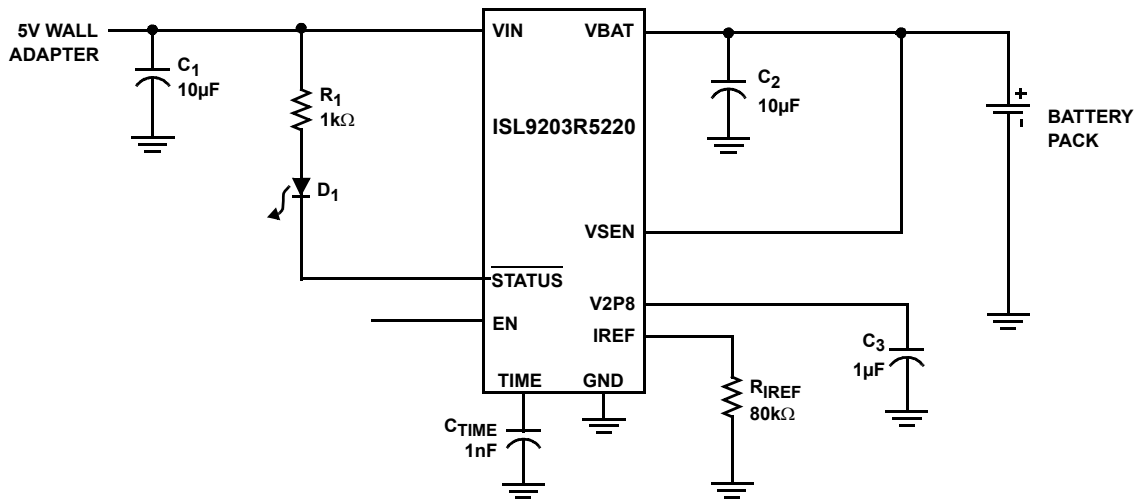 5V WALL
ADAPTER
C1
10µF
R1
1kΩ
D1
VIN
VBAT
ISL9203R5220
VSEN
STATUS
V2P8
EN
IREF
TIME
GND
CTIME
1nF
C2
10µF
+
-
BATTERY
PACK
C3
1µF
RIREF
80kΩ